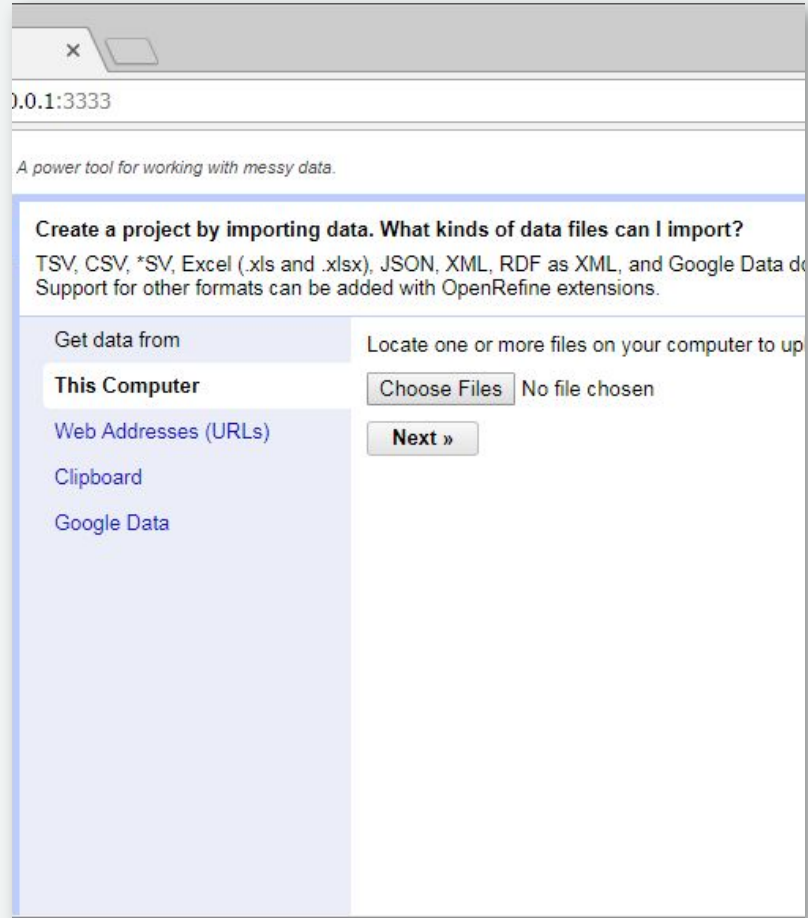 ×
0.0.1:3333
A power tool for working with messy data.
Create a project by importing data. What kinds of data files can I import?
TSV, CSV, *SV, Excel (.xls and .xlsx), JSON, XML, RDF as XML, and Google Data
Support for other formats can be added with OpenRefine extensions.
Get data from
This Computer
Web Addresses (URLs)
Clipboard
Google Data
Locate one or more files on your computer to
Choose Files No file chosen
Next »